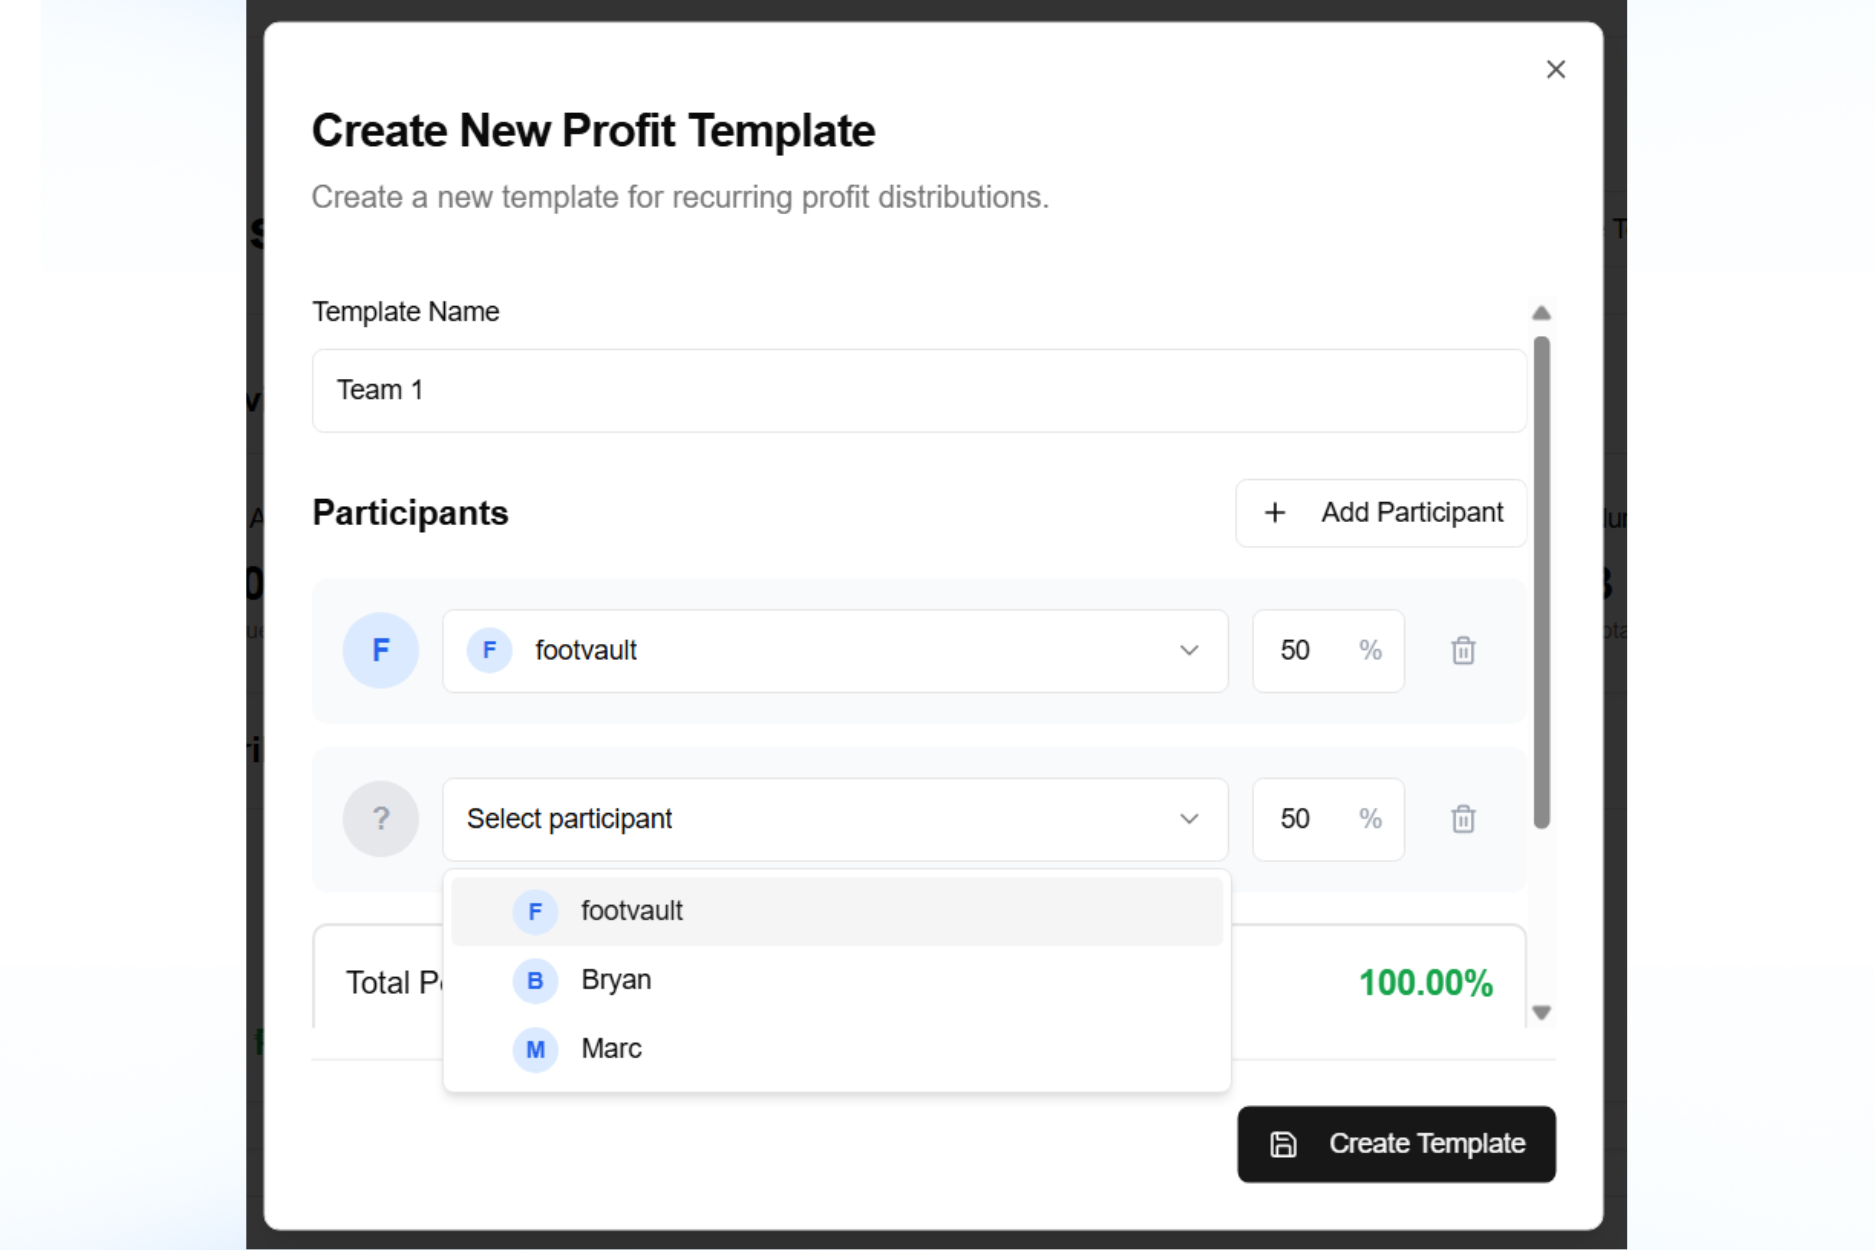 Create New Profit Template
Create a new template for recurring profit distributions.
Template Name
Team 1
Participants
+ Add Participant
F F footvault 50 %
? Select participant 50 %
F footvault
B Bryan
M Marc
Total 100.00%
Create Template